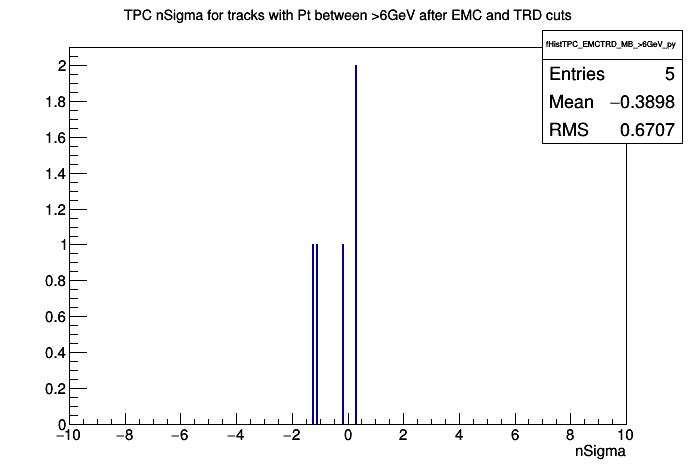 TPC nSigma for tracks with Pt between >6GeV after EMC and TRD cuts
fHistTPC_EMCTRD_MB_>6GeV_py
Entries 5
Mean −0.3898
RMS 0.6707
2
1.8
1.6
1.4
1.2
1
0.8
0.6
0.4
0.2
0
−10 −8 −6 −4 −2 0 2 4 6 8 10
nSigma